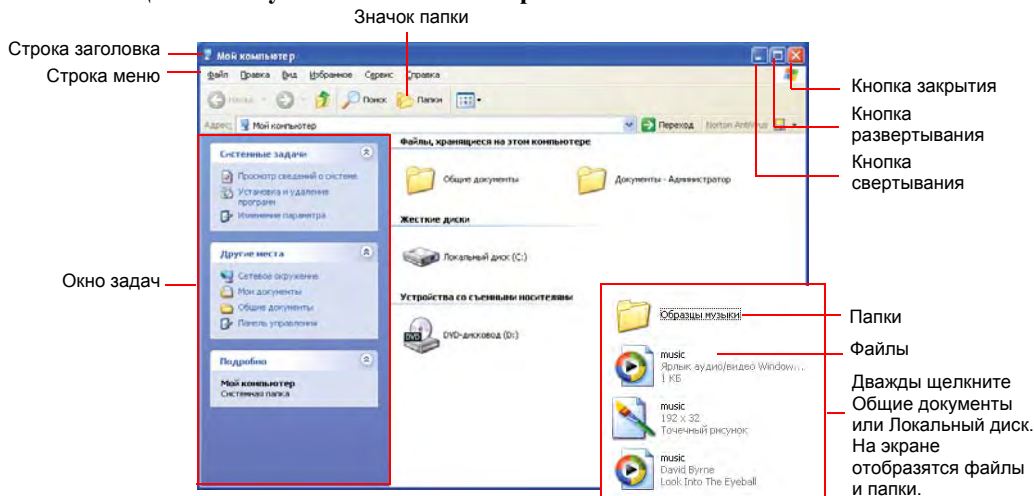 Значок папки
Строка заголовка
Строка меню
Мой компьютер
Файл Правка Вид Избранное Сервис Справка
Назад Поиск Папки
Адрес: Мой компьютер Переход Norton AntiVirus
Кнопка закрытия
Кнопка
развертывания
Кнопка
свертывания
Окно задач
Системные задачи
Просмотр сведений о системе
Установка и удаление
программ
Изменение параметра
Другие места
Сетевое окружение
Мои документы
Общие документы
Панель управления
Подробно
Мой компьютер
Системная папка
Файлы, хранящиеся на этом компьютере
Общие документы
Документы - Администратор
Жесткие диски
Локальный диск (C:)
Устройства со съемными носителями
DVD
DVD-дисковод (D:)
Образцы музыки
music
Ярлык аудио/видео Window...
1 КБ
music
192 x 32
Точечный рисунок
music
David Byrne
Look Into The Eyeball
Папки
Файлы
Дважды щелкните
Общие документы
или Локальный диск.
На экране
отобразятся файлы
и папки.